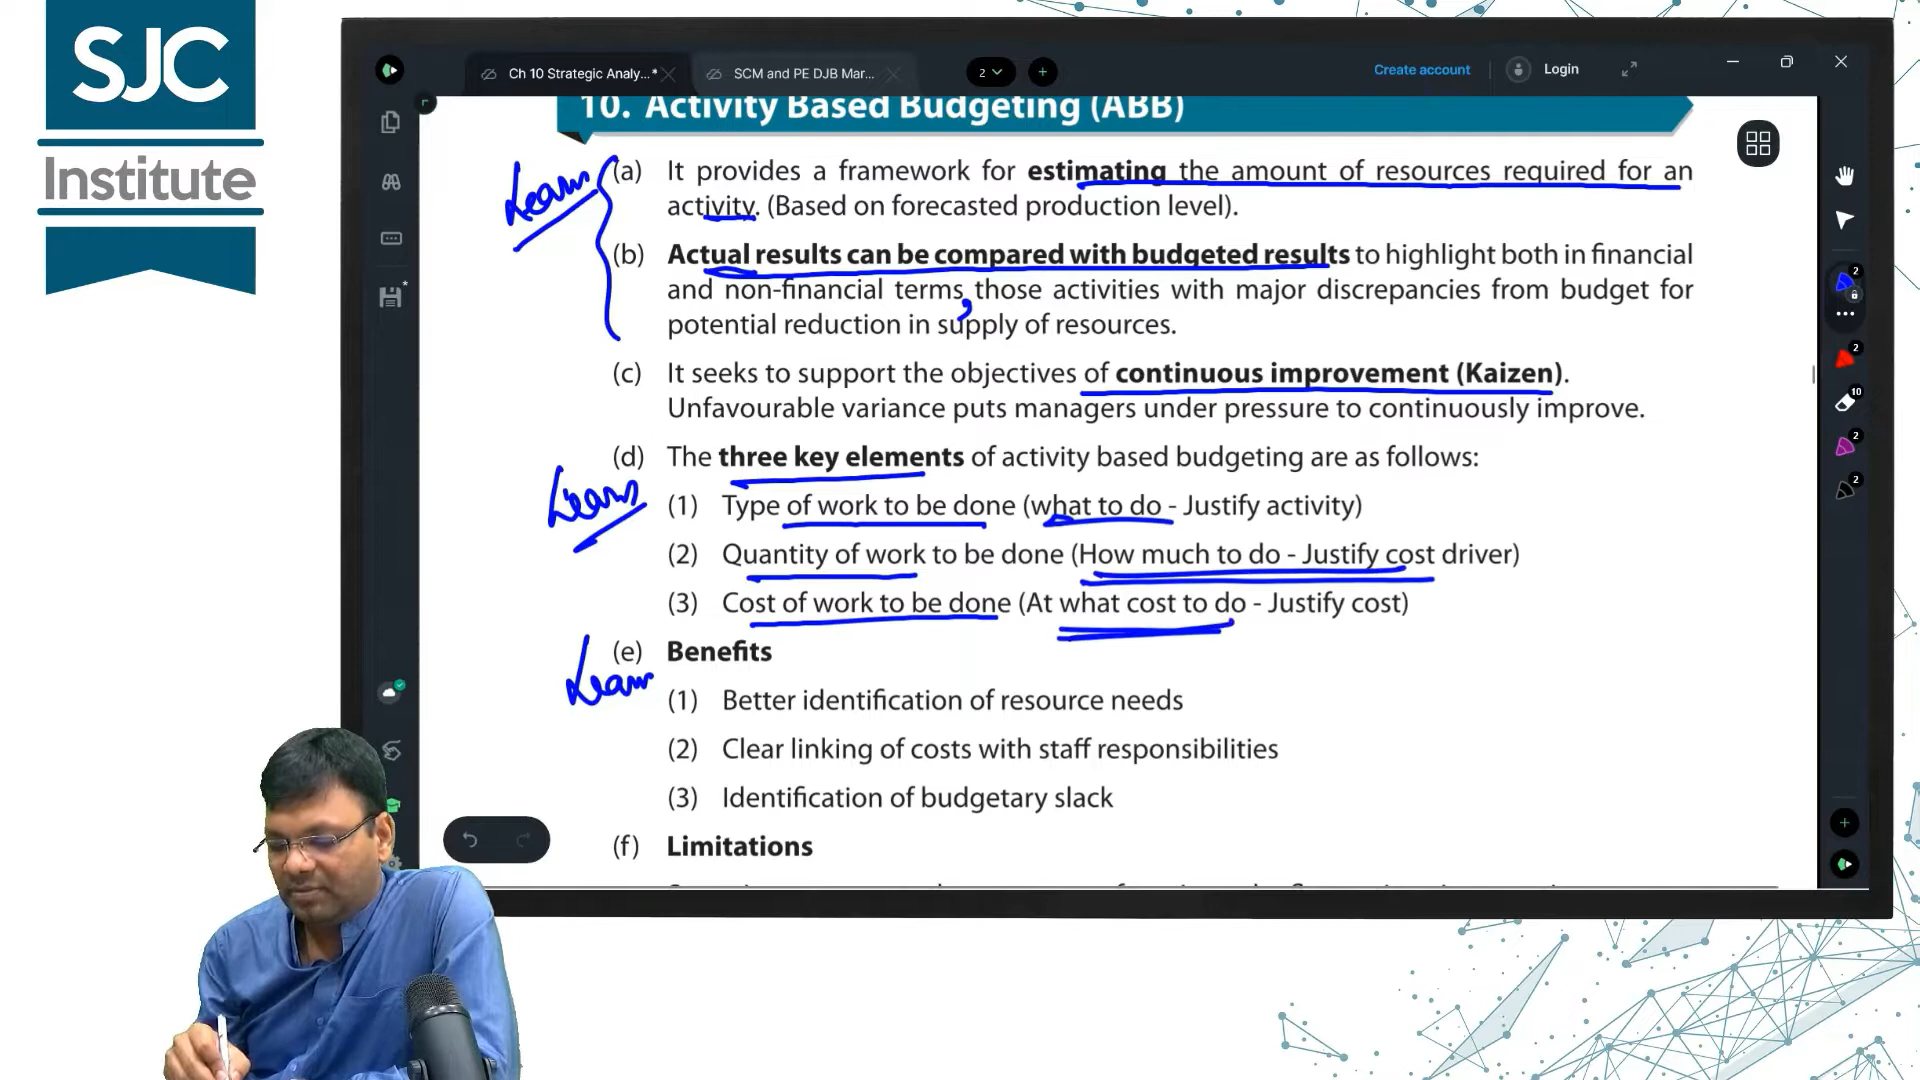 SJC
Institute
Ch 10 Strategic Analy...*
SCM and PE DJB Mar...
2
Create account
Login
10. Activity Based Budgeting (ABB)
Learn
(a) It provides a framework for estimating the amount of resources required for an
activity. (Based on forecasted production level).
(b) Actual results can be compared with budgeted results to highlight both in financial
and non-financial terms, those activities with major discrepancies from budget for
potential reduction in supply of resources.
(c) It seeks to support the objectives of continuous improvement (Kaizen).
Unfavourable variance puts managers under pressure to continuously improve.
(d) The three key elements of activity based budgeting are as follows:
Learn
(1) Type of work to be done (what to do - Justify activity)
(2) Quantity of work to be done (How much to do - Justify cost driver)
(3) Cost of work to be done (At what cost to do - Justify cost)
(e) Benefits
Learn
(1) Better identification of resource needs
(2) Clear linking of costs with staff responsibilities
(3) Identification of budgetary slack
(f) Limitations
2
2
10
2
2